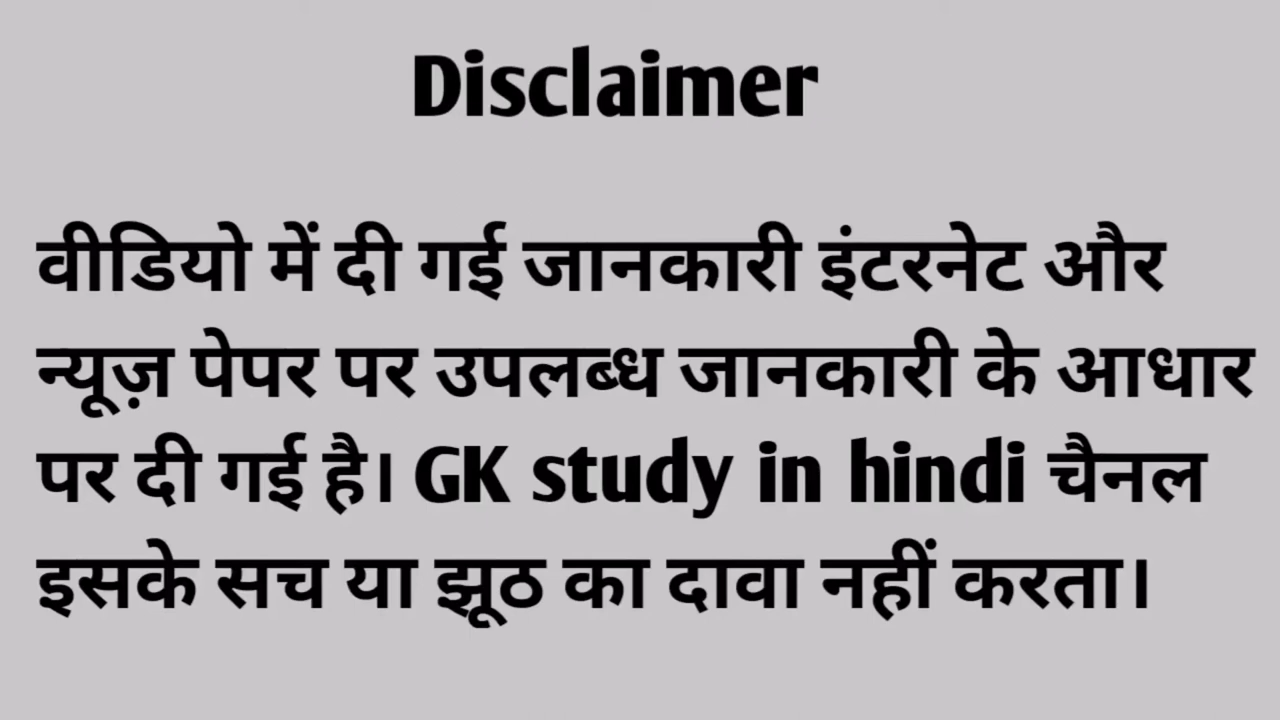 Disclaimer
वीडियो में दी गई जानकारी इंटरनेट और
न्यूज़ पेपर पर उपलब्ध जानकारी के आधार
पर दी गई है। GK study in hindi चैनल
इसके सच या झूठ का दावा नहीं करता।